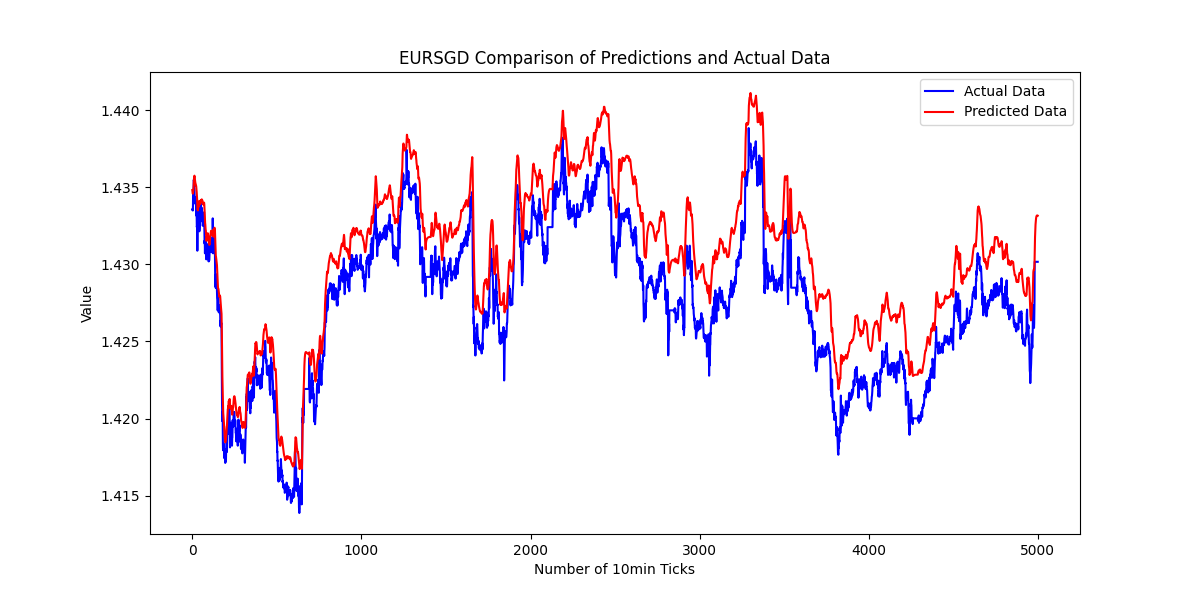 EURSGD Comparison of Predictions and Actual Data
Actual Data
Predicted Data
1.440
1.435
1.430
1.425
1.420
1.415
Value
0 1000 2000 3000 4000 5000
Number of 10min Ticks